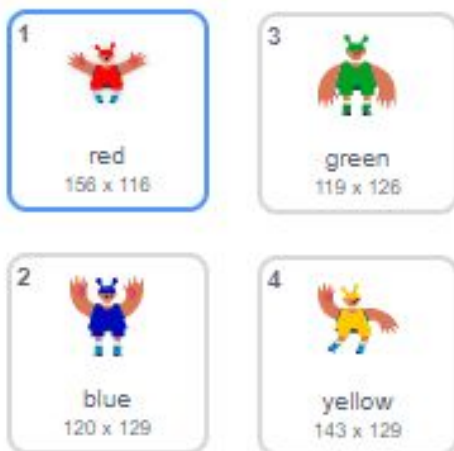 1
red
156 x 116
3
green
119 x 126
2
blue
120 x 129
4
yellow
143 x 129